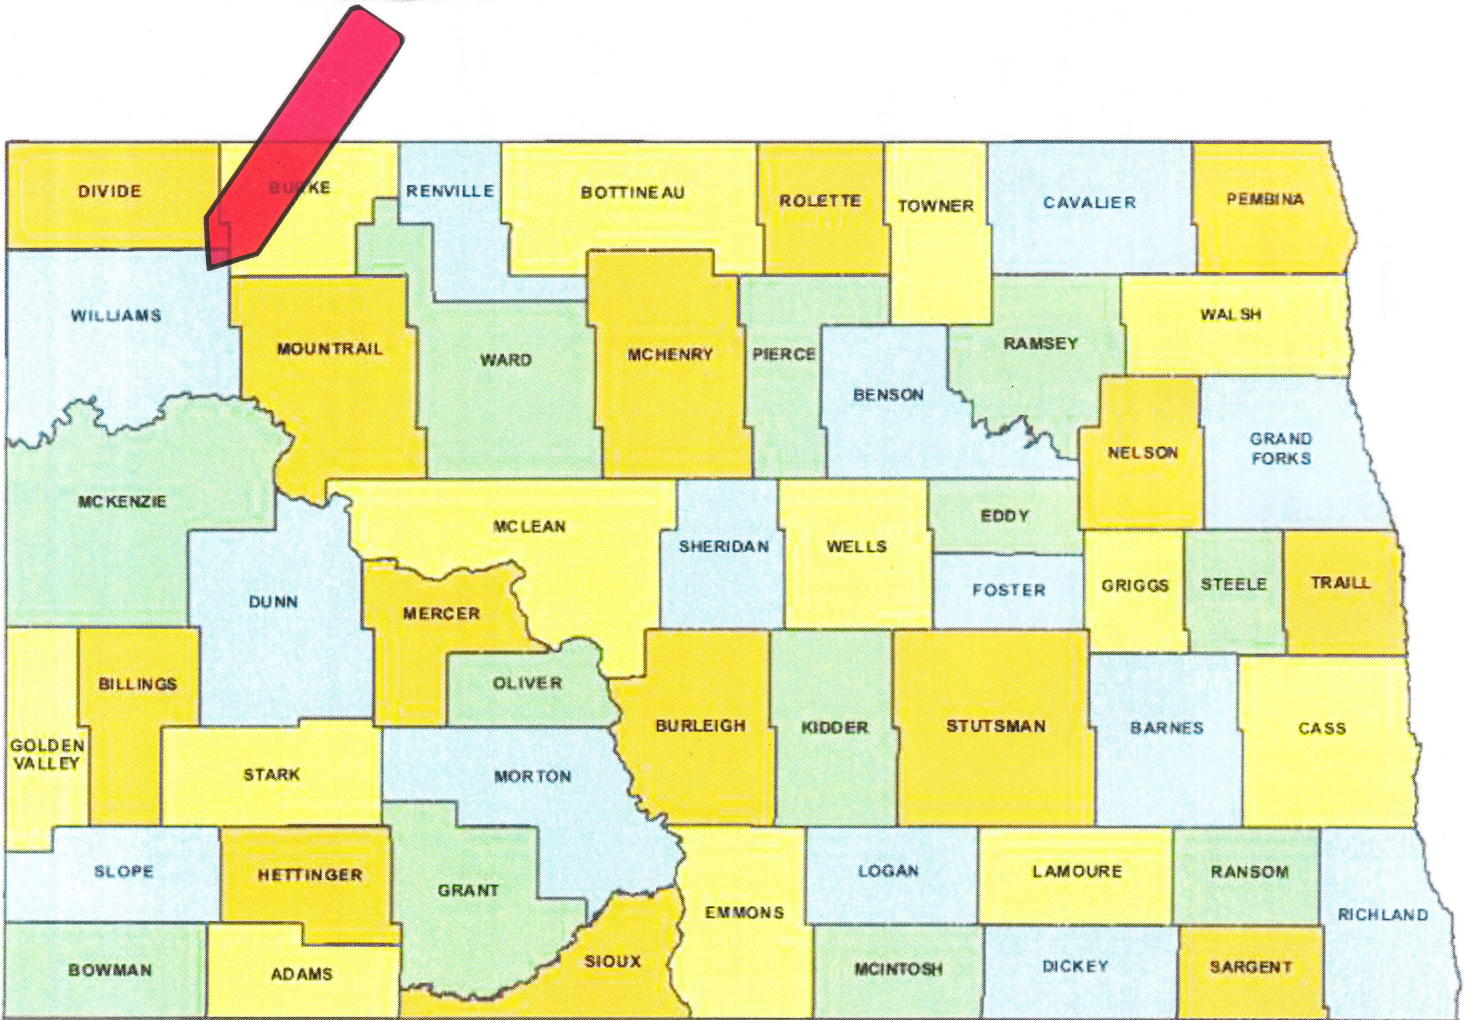 DIVIDE
BURKE
RENVILLE
BOTTINEAU
ROLETTE
TOWNER
CAVALIER
PEMBINA
WILLIAMS
MOUNTRAIL
WARD
MCHENRY
PIERCE
BENSON
RAMSEY
WALSH
NELSON
GRAND
FORKS
MCKENZIE
DUNN
MCLEAN
MERCER
OLIVER
SHERIDAN
WELLS
EDDY
FOSTER
GRIGGS
STEELE
TRAILL
GOLDEN
VALLEY
BILLINGS
STARK
MORTON
BURLEIGH
KIDDER
STUTSMAN
BARNES
CASS
SLOPE
HETTINGER
GRANT
EMMONS
LOGAN
LAMOURE
RANSOM
RICHLAND
BOWMAN
ADAMS
SIOUX
MCINTOSH
DICKEY
SARGENT